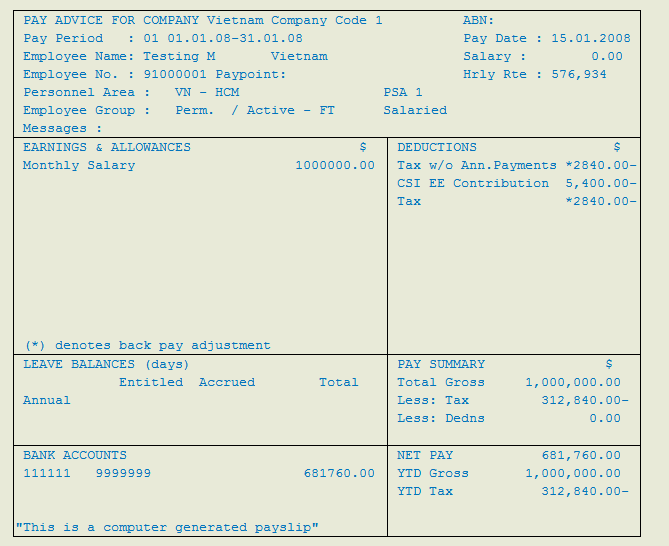 PAY ADVICE FOR COMPANY Vietnam Company Code 1 ABN:
Pay Period : 01 01.01.08-31.01.08 Pay Date : 15.01.2008
Employee Name: Testing M Vietnam Salary : 0.00
Employee No. : 91000001 Paypoint: Hrly Rte : 576,934
Personnel Area : VN - HCM PSA 1
Employee Group : Perm. / Active - FT Salaried
Messages :
EARNINGS & ALLOWANCES $
Monthly Salary 1000000.00
(*) denotes back pay adjustment
DEDUCTIONS $
Tax w/o Ann.Payments *2840.00-
CSI EE Contribution 5,400.00-
Tax *2840.00-
LEAVE BALANCES (days)
Entitled Accrued Total
Annual
PAY SUMMARY $
Total Gross 1,000,000.00
Less: Tax 312,840.00-
Less: Dedns 0.00
BANK ACCOUNTS
111111 9999999 681760.00
"This is a computer generated payslip"
NET PAY 681,760.00
YTD Gross 1,000,000.00
YTD Tax 312,840.00-